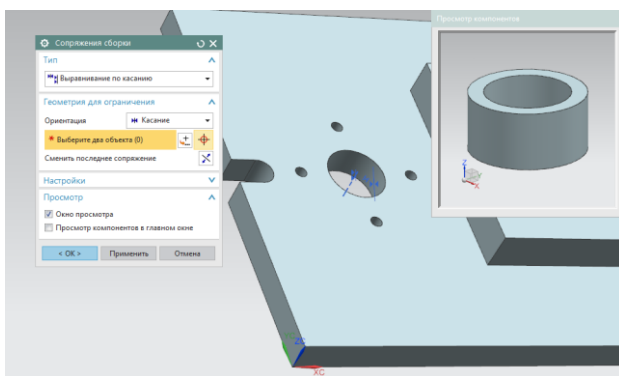 Просмотр компонентов
Сопряжения сборки
Тип
Выравнивание по касанию
Геометрия для ограничения
Ориентация
Касание
* Выберите два объекта (0)
Сменить последнее сопряжение
Настройки
Просмотр
Окно просмотра
Просмотр компонентов в главном окне
< OK >
Применить
Отмена
Z
X
ZC
XC